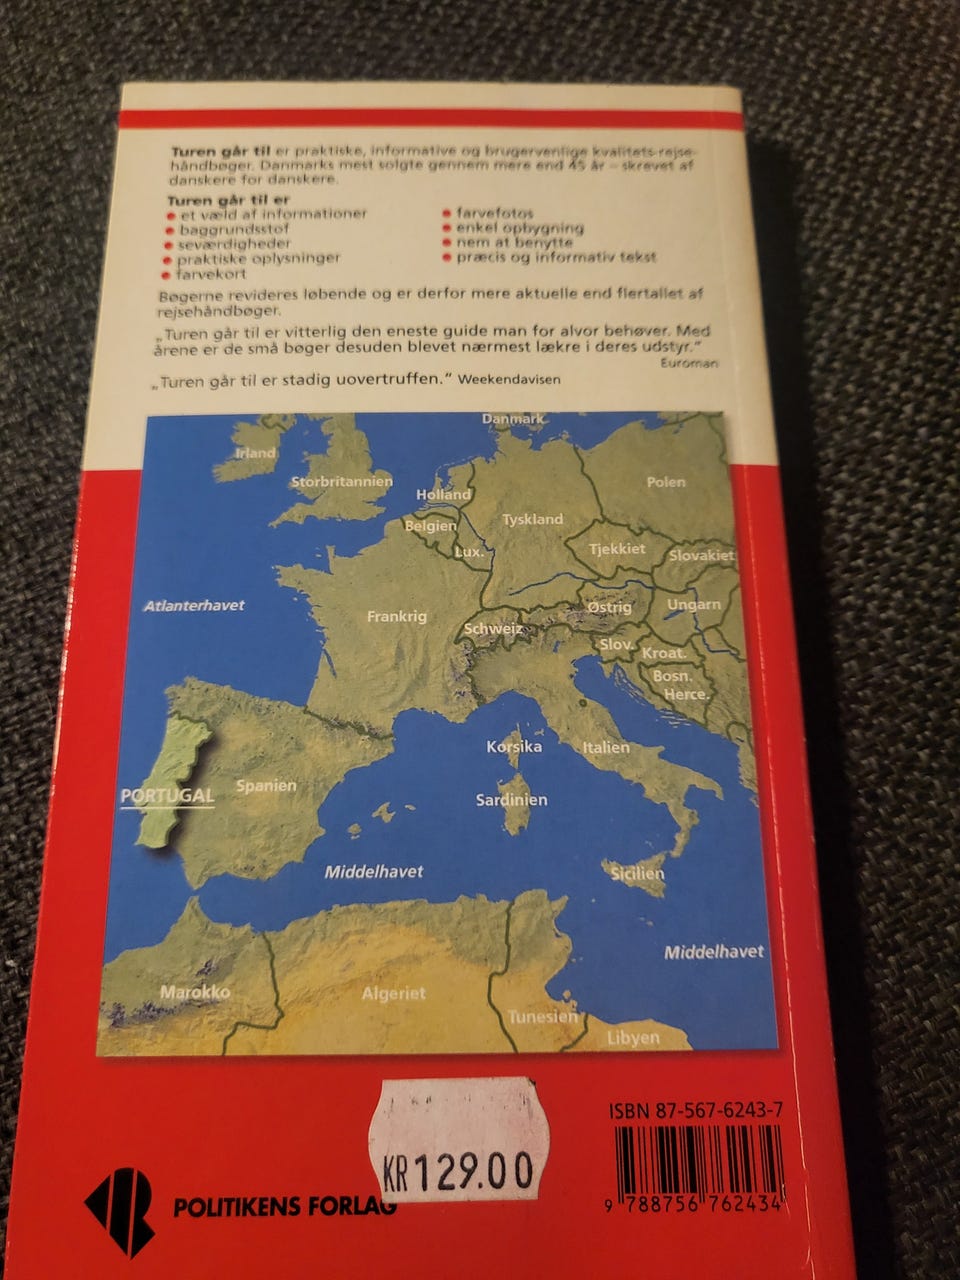 Turen går til er praktiske, informative og brugervenlige kvalitets-rejse-
håndbøger. Danmarks mest solgte gennem mere end 45 år – skrevet af
danskere for danskere.
Turen går til er
• et væld af informationer
• baggrundsstof
• seværdigheder
• praktiske oplysninger
• farvekort
• farvefotos
• enkel opbygning
• nem at benytte
• præcis og informativ tekst
Bøgerne revideres løbende og er derfor mere aktuelle end flertallet af
rejsehåndbøger.
„Turen går til er vitterlig den eneste guide man for alvor behøver. Med
årene er de små bøger desuden blevet nærmest lækre i deres udstyr.”
Euroman
„Turen går til er stadig uovertruffen.” Weekendavisen
Danmark
Irland
Storbritannien
Holland
Polen
Belgien
Tyskland
Lux.
Tjekkiet
Slovakiet
Atlanterhavet
Frankrig
Østrig
Ungarn
Schweiz
Slov.
Kroat.
Bosn.
Herce.
Korsika
Italien
PORTUGAL
Spanien
Sardinien
Middelhavet
Sicilien
Middelhavet
Marokko
Algeriet
Tunesien
Libyen
KR 129.00
ISBN 87-567-6243-7
9 788756 762434
POLITIKENS FORLAG